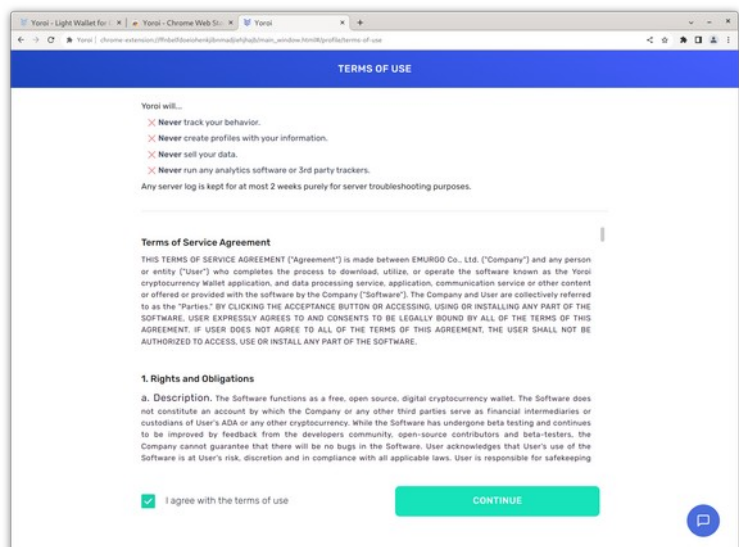 Yoroi - Light Wallet for C
Yoroi - Chrome Web Sto
Yoroi
Yoroi | chrome-extension://ffnbelfdoeiohenkjibnmadjiehjhajb/main_window.html#/profile/terms-of-use
TERMS OF USE
Yoroi will...
Never track your behavior.
Never create profiles with your information.
Never sell your data.
Never run any analytics software or 3rd party trackers.
Any server log is kept for at most 2 weeks purely for server troubleshooting purposes.
Terms of Service Agreement
THIS TERMS OF SERVICE AGREEMENT ("Agreement") is made between EMURGO Co., Ltd. ("Company") and any person
or entity ("User") who completes the process to download, utilize, or operate the software known as the Yoroi
cryptocurrency Wallet application, and data processing service, application, communication service or other content
or offered or provided with the software by the Company ("Software"). The Company and User are collectively referred
to as the "Parties." BY CLICKING THE ACCEPTANCE BUTTON OR ACCESSING, USING OR INSTALLING ANY PART OF THE
SOFTWARE, USER EXPRESSLY AGREES TO AND CONSENTS TO BE LEGALLY BOUND BY ALL OF THE TERMS OF THIS
AGREEMENT. IF USER DOES NOT AGREE TO ALL OF THE TERMS OF THIS AGREEMENT, THE USER SHALL NOT BE
AUTHORIZED TO ACCESS, USE OR INSTALL ANY PART OF THE SOFTWARE.
1. Rights and Obligations
a. Description. The Software functions as a free, open source, digital cryptocurrency wallet. The Software does
not constitute an account by which the Company or any other third parties serve as financial intermediaries or
custodians of User's ADA or any other cryptocurrency. While the Software has undergone beta testing and continues
to be improved by feedback from the developers community, open-source contributors and beta-testers, the
Company cannot guarantee that there will be no bugs in the Software. User acknowledges that User's use of the
Software is at User's risk, discretion and in compliance with all applicable laws. User is responsible for safekeeping
I agree with the terms of use
CONTINUE